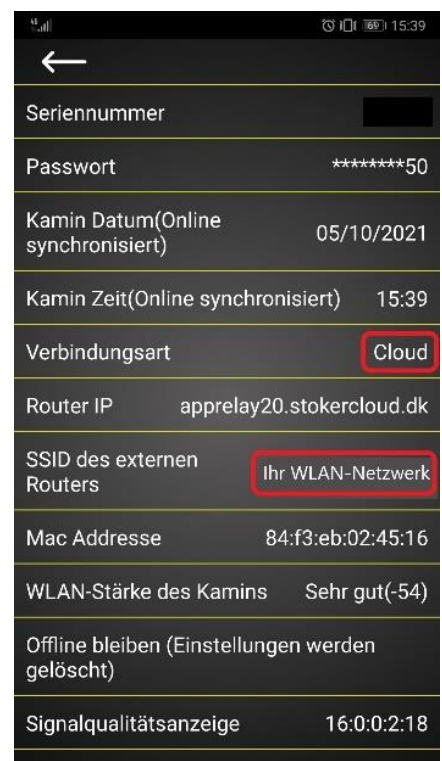 69 15:39
Seriennummer
Passwort ********50
Kamin Datum(Online
synchronisiert) 05/10/2021
Kamin Zeit(Online synchronisiert) 15:39
Verbindungsart Cloud
Router IP apprelay20.stokercloud.dk
SSID des externen
Routers Ihr WLAN-Netzwerk
Mac Addresse 84:f3:eb:02:45:16
WLAN-Stärke des Kamins Sehr gut(-54)
Offline bleiben (Einstellungen werden
gelöscht)
Signalqualitätsanzeige 16:0:0:2:18